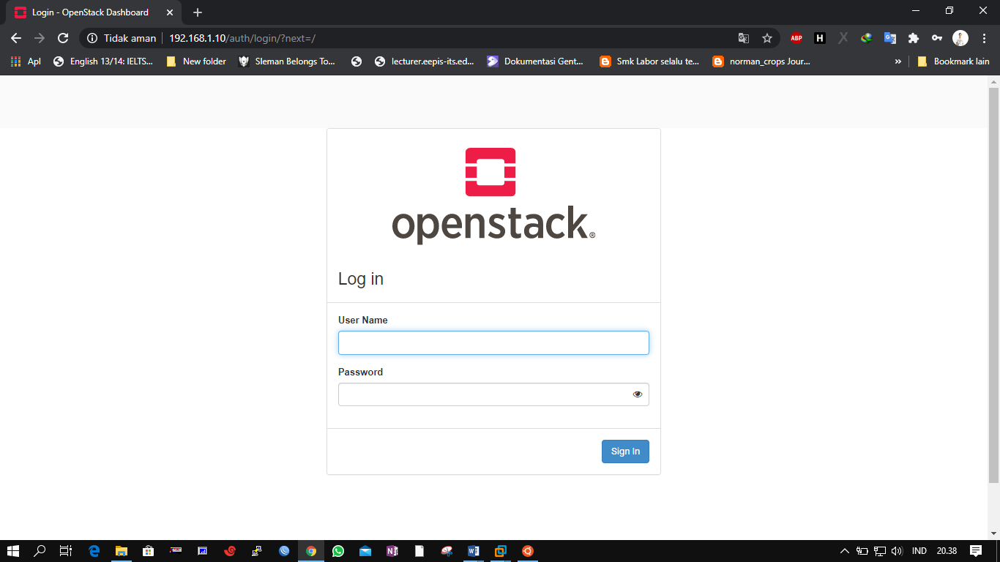 Login - OpenStack Dashboard
Tidak aman 192.168.1.10/auth/login/?next=/
ABP H X
Apl English 13/14: IELTS... New folder Sleman Belongs To... lecturer.eepis-its.ed... Dokumentasi Gent... Smk Labor selalu te... norman_crops Jour... » Bookmark lain
openstack®
Log in
User Name
Password
Sign In
IND 20.38